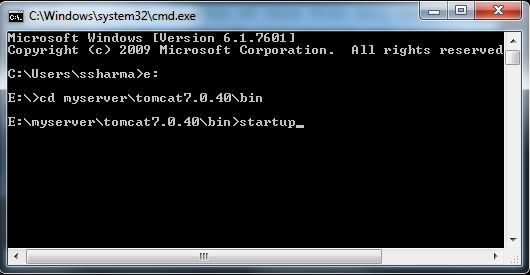 C:\Windows\system32\cmd.exe
Microsoft Windows [Version 6.1.7601]
Copyright (c) 2009 Microsoft Corporation.  All rights reserved
C:\Users\ssharma>e:
E:\>cd myserver\tomcat7.0.40\bin
E:\myserver\tomcat7.0.40\bin>startup_